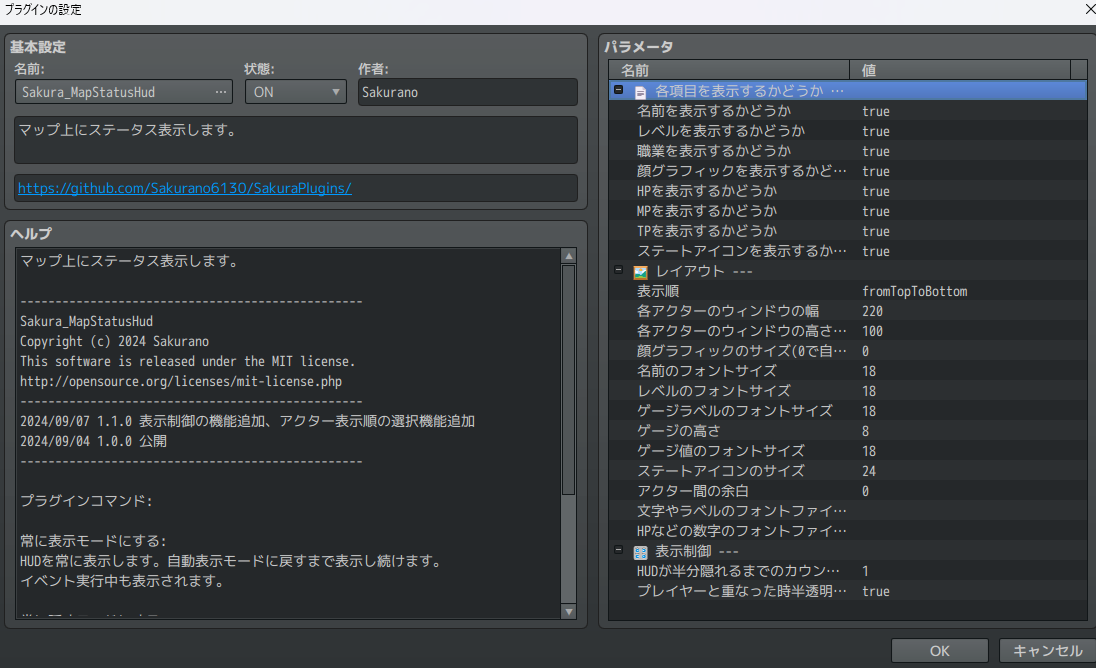 プラグインの設定
基本設定
名前:
状態:
作者:
Sakura_MapStatusHud ...
ON
Sakurano
マップ上にステータス表示します。
https://github.com/Sakurano6130/SakuraPlugins/
ヘルプ
マップ上にステータス表示します。
-------------------------------------------------
Sakura_MapStatusHud
Copyright (c) 2024 Sakurano
This software is released under the MIT license.
http://opensource.org/licenses/mit-license.php
-------------------------------------------------
2024/09/07 1.1.0 表示制御の機能追加、アクター表示順の選択機能追加
2024/09/04 1.0.0 公開
-------------------------------------------------
プラグインコマンド:
常に表示モードにする:
HUDを常に表示します。自動表示モードに戻すまで表示し続けます。
イベント実行中も表示されます。
パラメータ
名前 値
各項目を表示するかどうか …
名前を表示するかどうか true
レベルを表示するかどうか true
職業を表示するかどうか true
顔グラフィックを表示するかど… true
HPを表示するかどうか true
MPを表示するかどうか true
TPを表示するかどうか true
ステートアイコンを表示するか… true
レイアウト ---
表示順 fromTopToBottom
各アクターのウィンドウの幅 220
各アクターのウィンドウの高さ… 100
顔グラフィックのサイズ(0で自… 0
名前のフォントサイズ 18
レベルのフォントサイズ 18
ゲージラベルのフォントサイズ 18
ゲージの高さ 8
ゲージ値のフォントサイズ 18
ステートアイコンのサイズ 24
アクター間の余白 0
文字やラベルのフォントファイ…
HPなどの数字のフォントファイ…
表示制御 ---
HUDが半分隠れるまでのカウン… 1
プレイヤーと重なった時半透明… true
OK
キャンセル